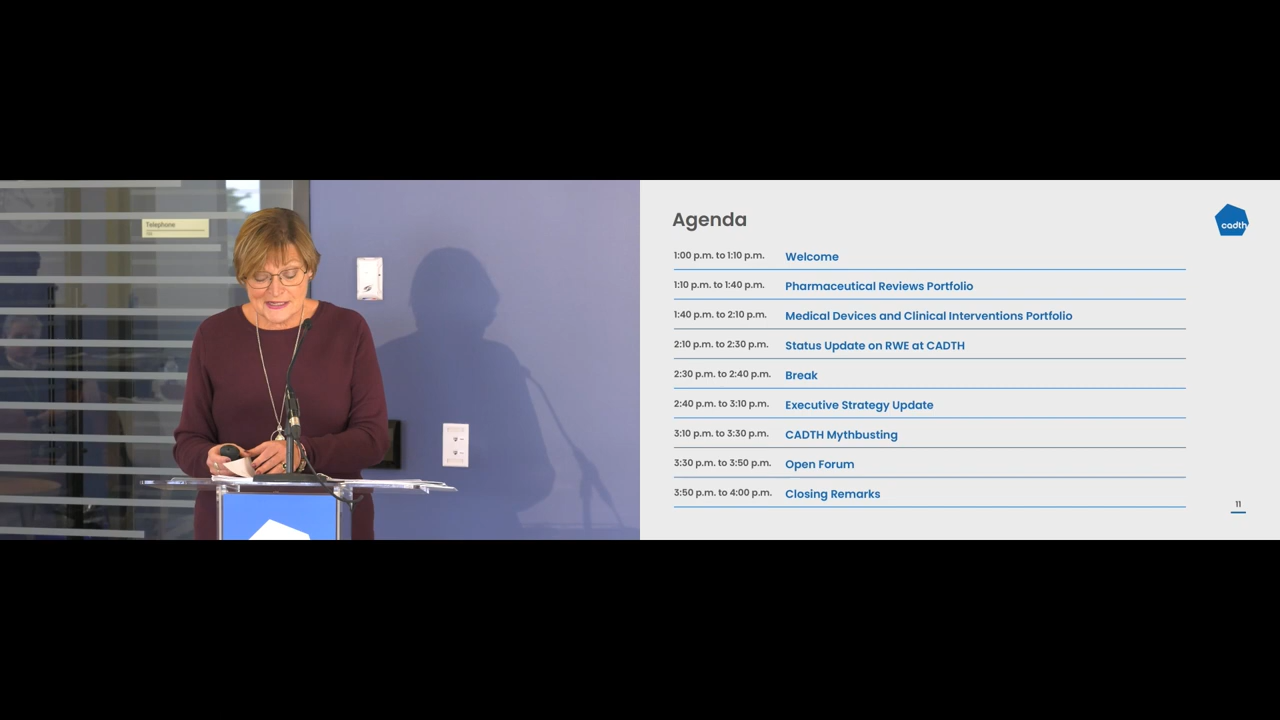 Telephone
Agenda
cadth
1:00 p.m. to 1:10 p.m. Welcome
1:10 p.m. to 1:40 p.m. Pharmaceutical Reviews Portfolio
1:40 p.m. to 2:10 p.m. Medical Devices and Clinical Interventions Portfolio
2:10 p.m. to 2:30 p.m. Status Update on RWE at CADTH
2:30 p.m. to 2:40 p.m. Break
2:40 p.m. to 3:10 p.m. Executive Strategy Update
3:10 p.m. to 3:30 p.m. CADTH Mythbusting
3:30 p.m. to 3:50 p.m. Open Forum
3:50 p.m. to 4:00 p.m. Closing Remarks
11